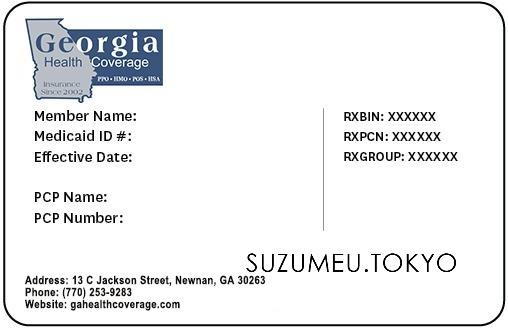 Georgia
Health Coverage
PPO • HMO • POS • HSA
Insurance
Since 2002
Member Name:
Medicaid ID #:
Effective Date:
PCP Name:
PCP Number:
RXBIN: XXXXXX
RXPCN: XXXXXX
RXGROUP: XXXXXX
SUZUMEU.TOKYO
Address: 13 C Jackson Street, Newnan, GA 30263
Phone: (770) 253-9283
Website: gahealthcoverage.com